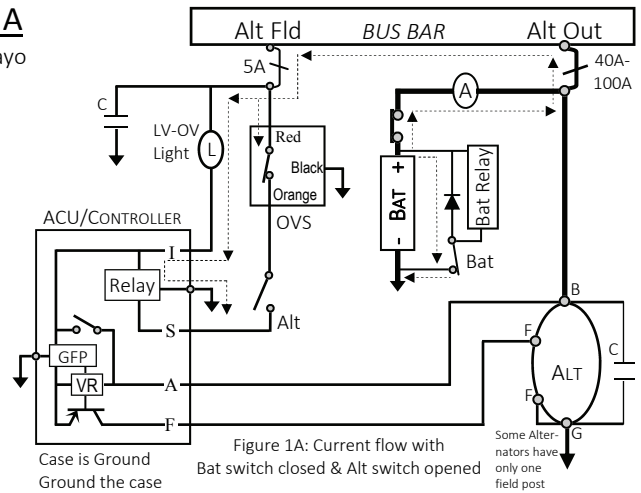 A
ayo
Alt Fld
BUS BAR
Alt Out
5A
40A-
100A
A
C
LV-OV
Light
L
Red
Black
Orange
OVS
+
BAT
-
Bat Relay
Bat
ACU/CONTROLLER
I
Relay
S
Alt
GFP
VR
A
F
B
F
F
ALT
C
G
Case is Ground
Ground the case
Figure 1A: Current flow with
Bat switch closed & Alt switch opened
Some Alter-
nators have
only one
field post